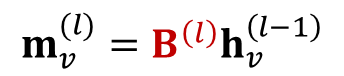 𝐦_v^{(l)} = 𝐁^{(l)} 𝐡_v^{(l−1)}